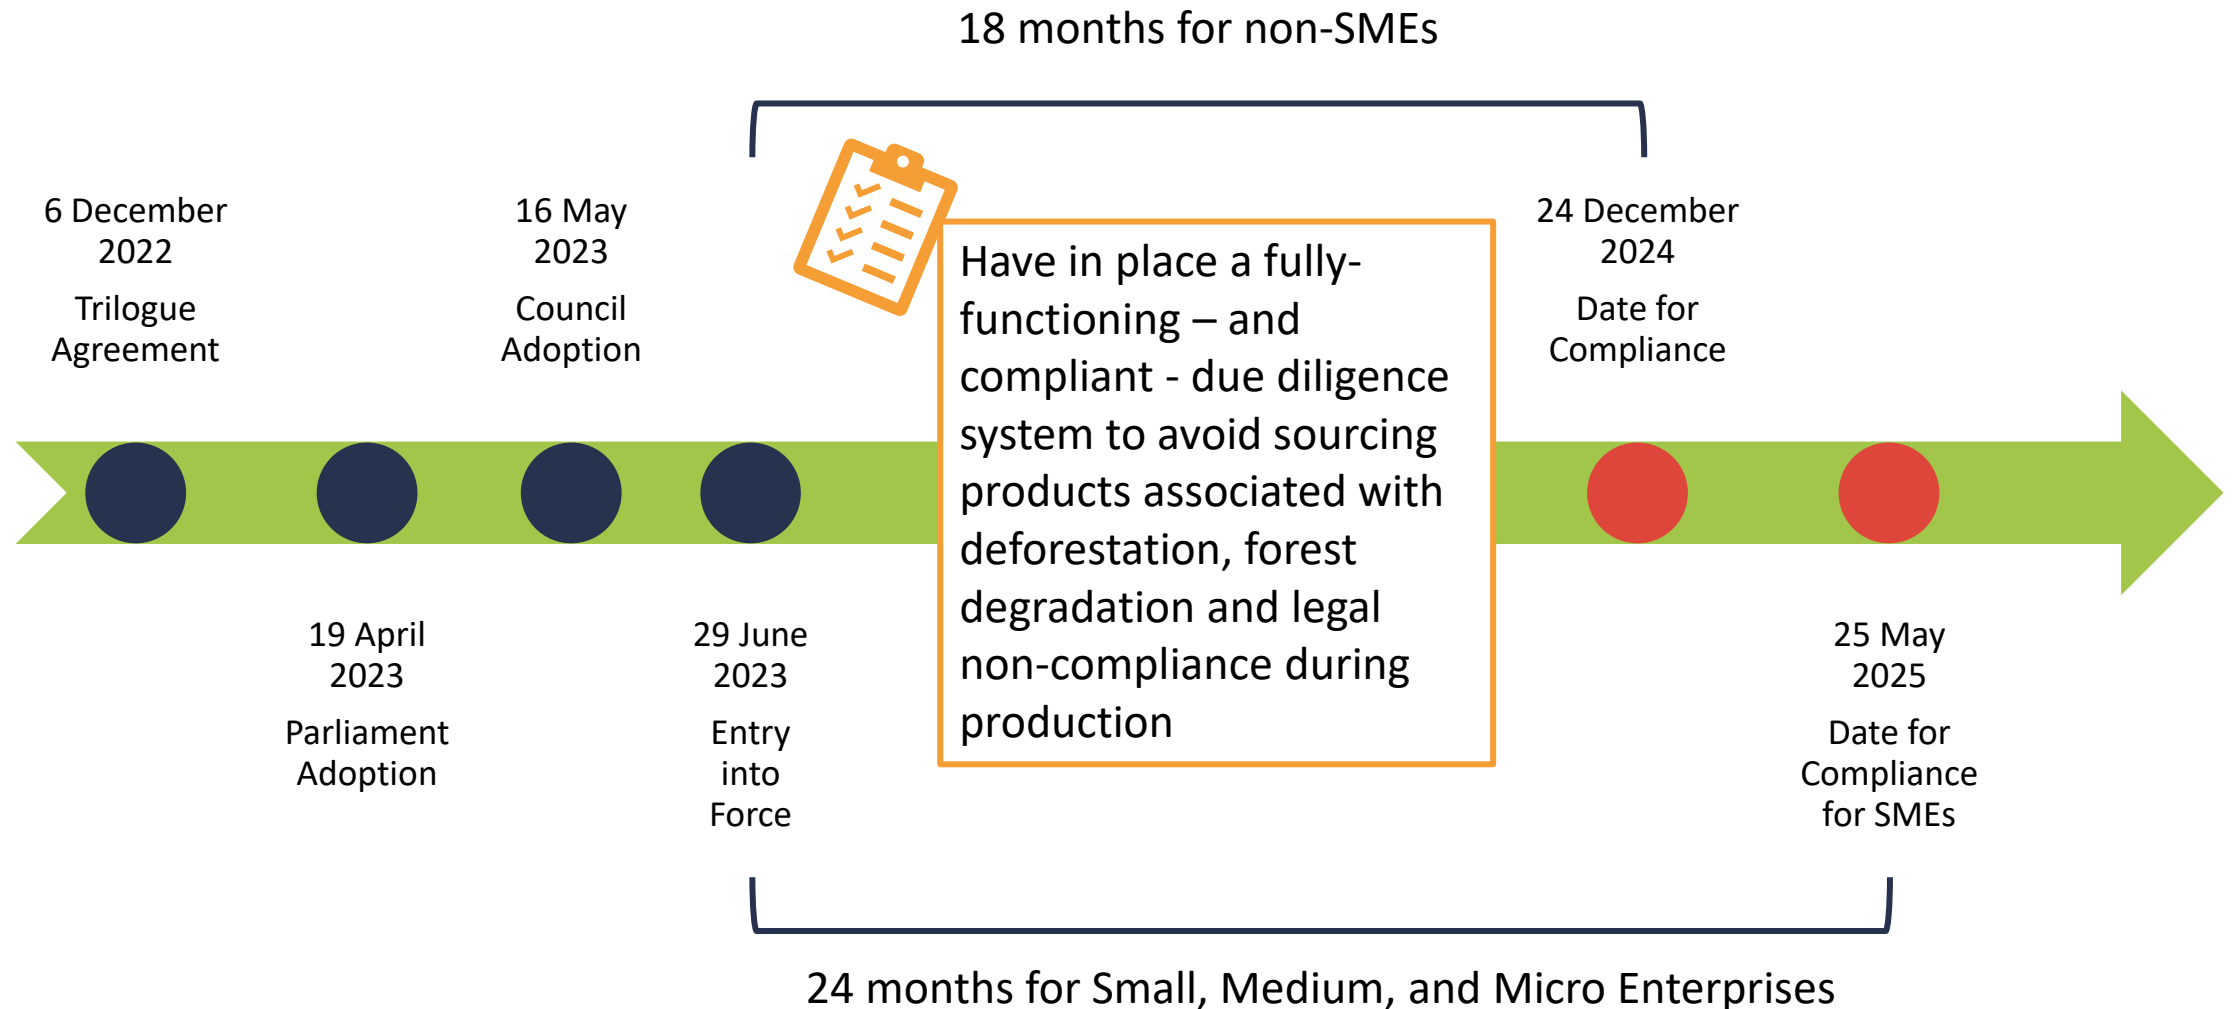 18 months for non-SMEs
6 December
2022
Trilogue
Agreement
16 May
2023
Council
Adoption
24 December
2024
Date for
Compliance
Have in place a fully-
functioning – and
compliant - due diligence
system to avoid sourcing
products associated with
deforestation, forest
degradation and legal
non-compliance during
production
19 April
2023
Parliament
Adoption
29 June
2023
Entry
into
Force
25 May
2025
Date for
Compliance
for SMEs
24 months for Small, Medium, and Micro Enterprises